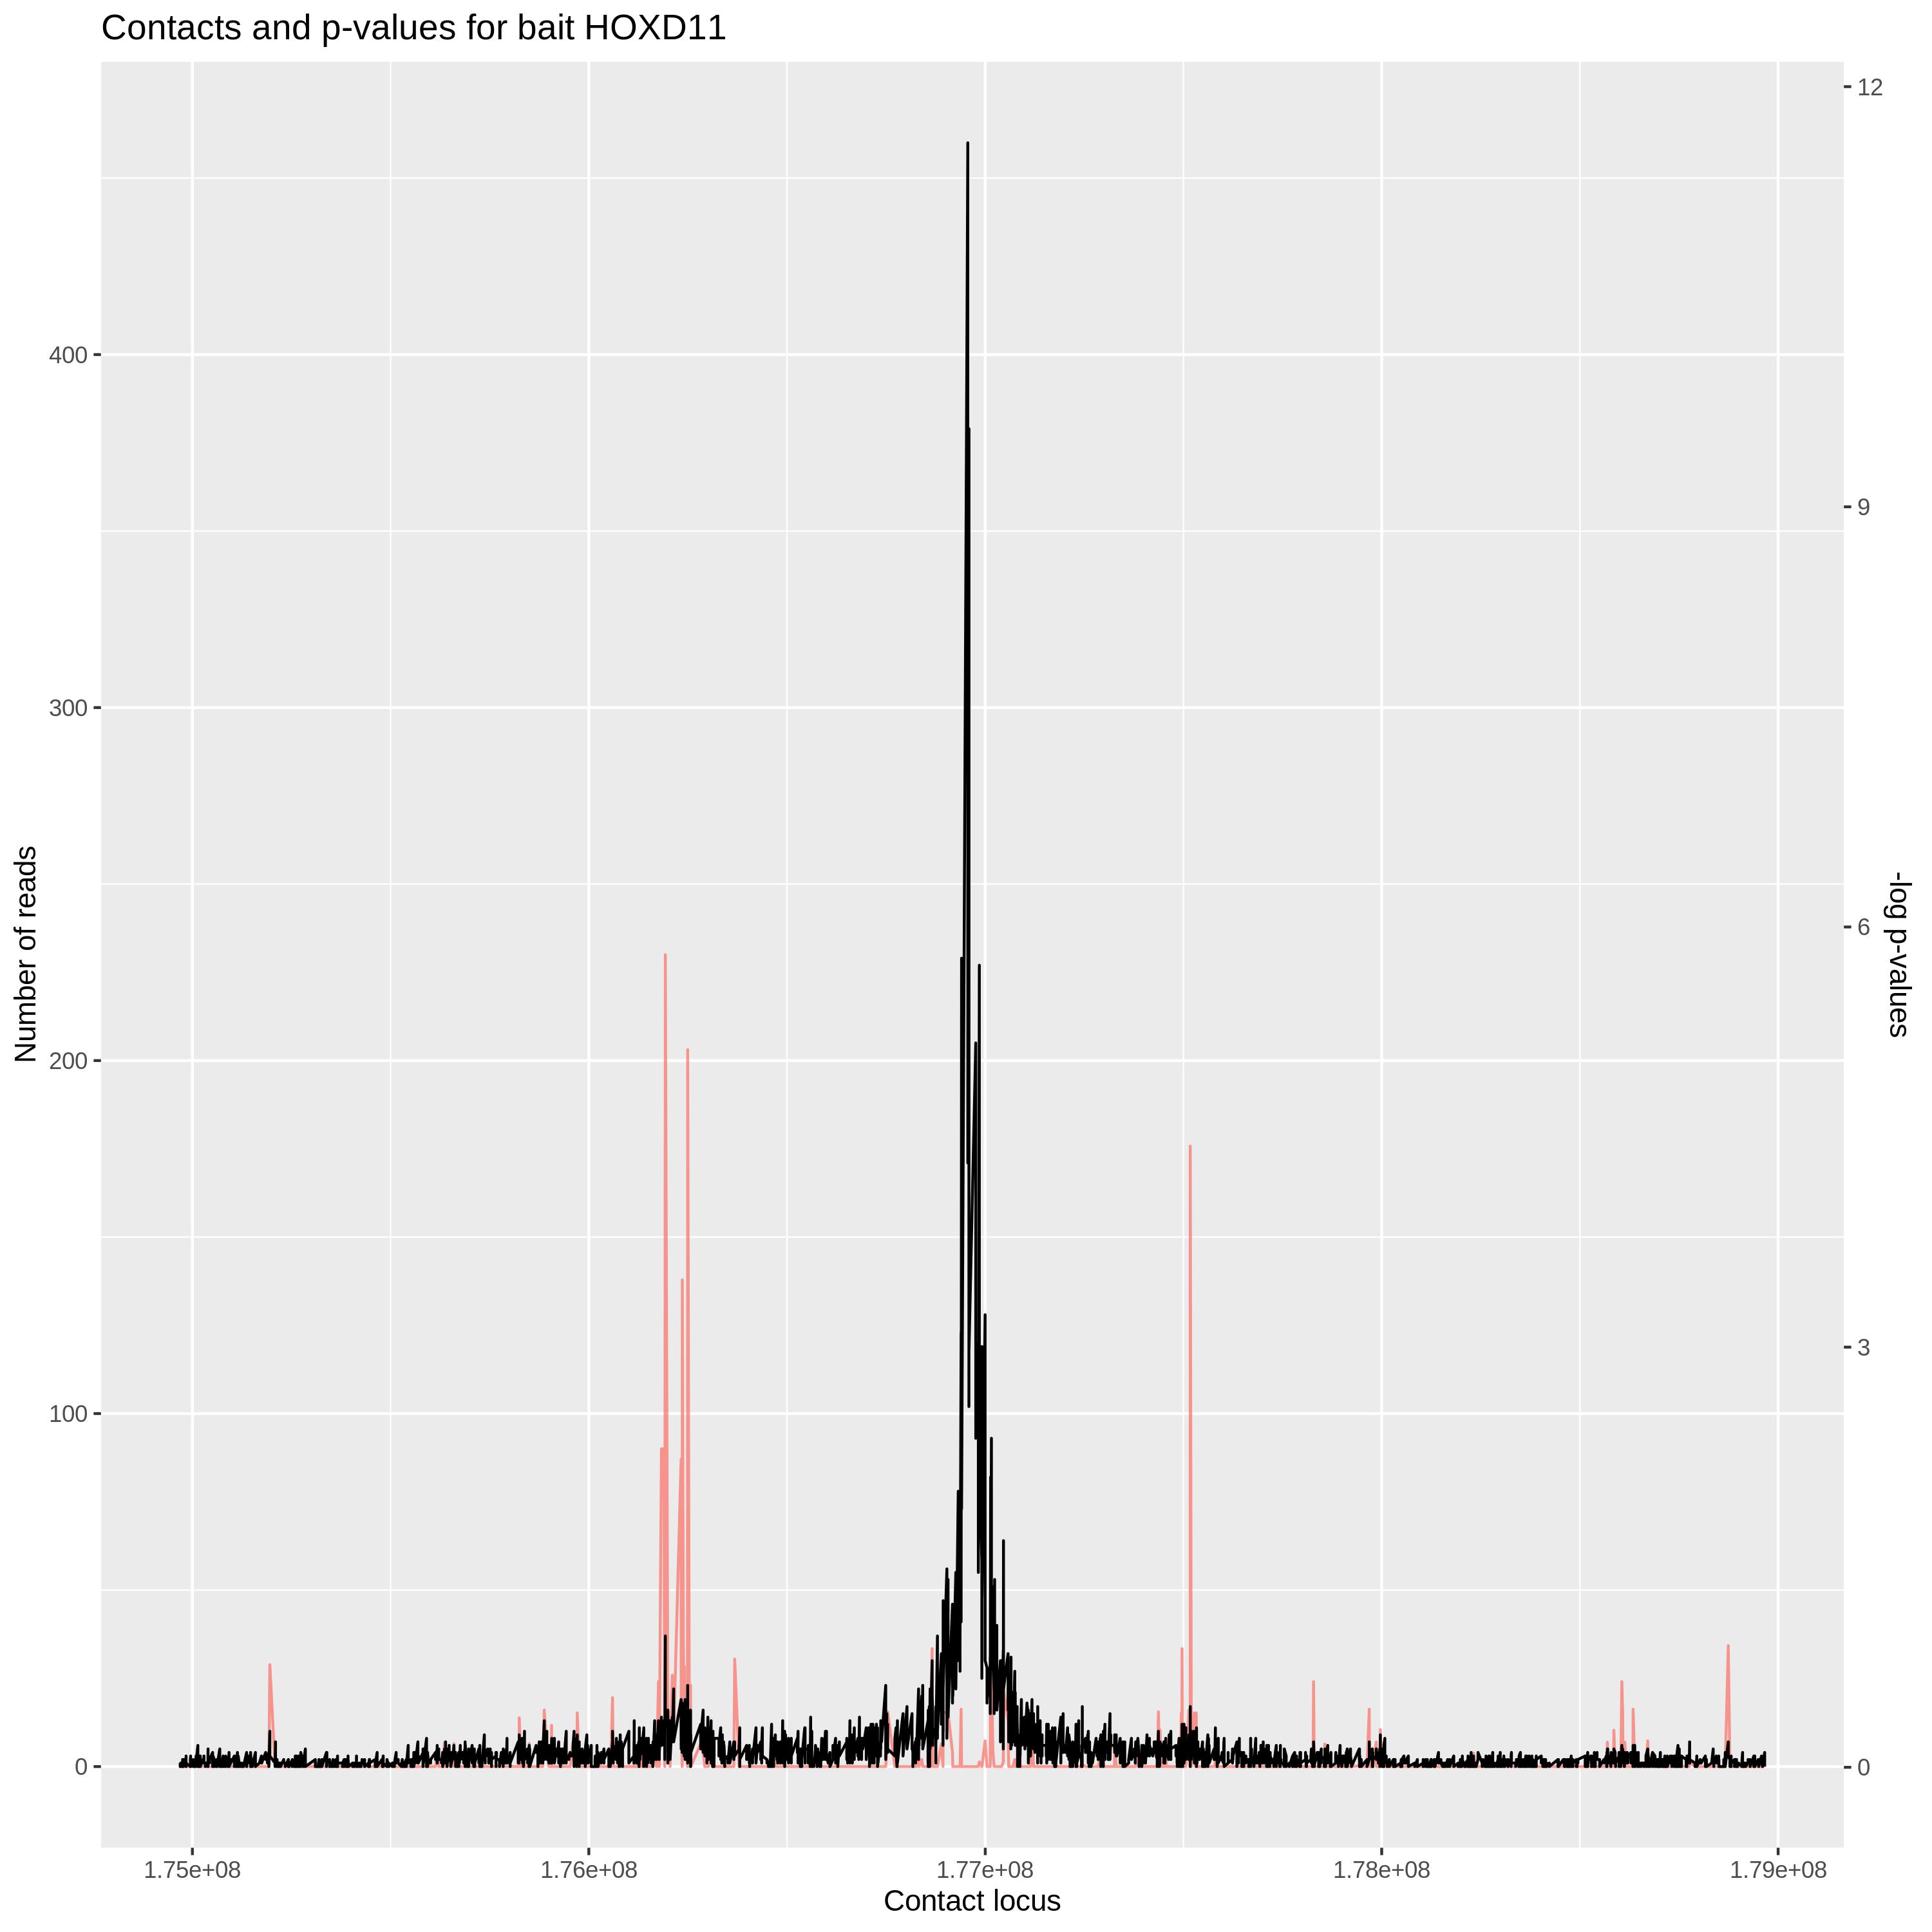 Contacts and p-values for bait HOXD11
Number of reads
400
300
200
100
0
12
9
6
3
0
-log p-values
1.75e+08 1.76e+08 1.77e+08 1.78e+08 1.79e+08
Contact locus